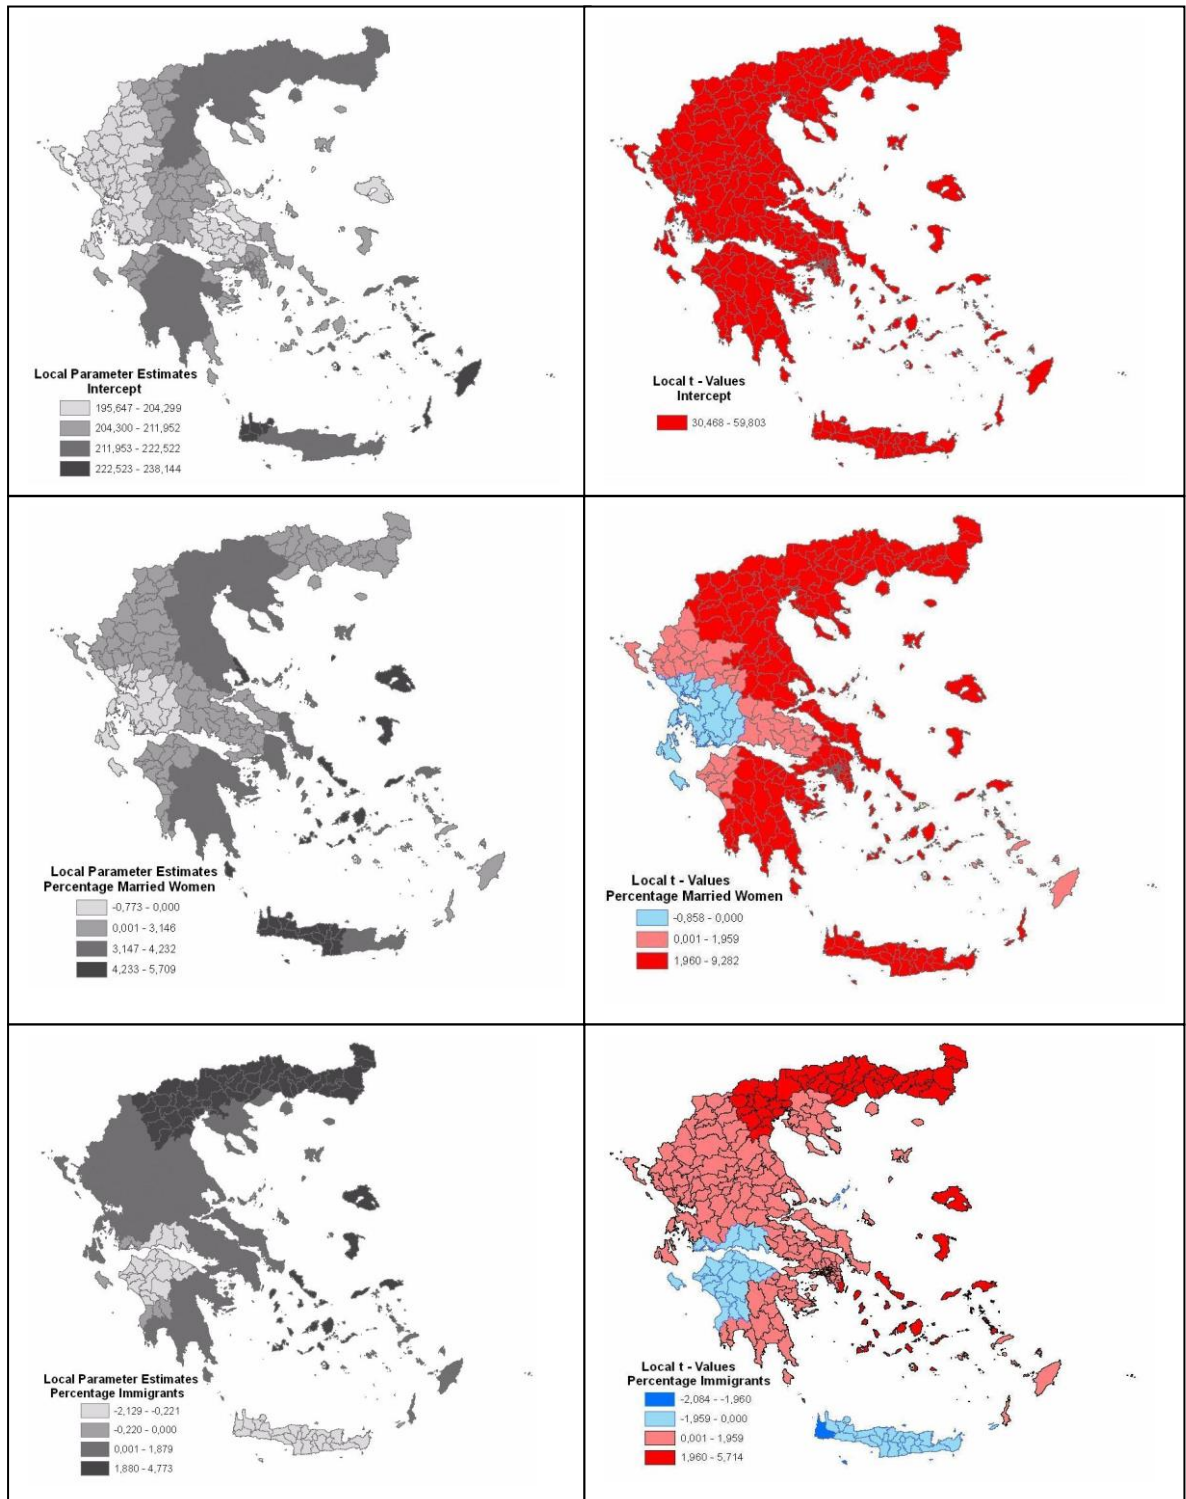 Local Parameter Estimates
Intercept
195,647 - 204,299
204,300 - 211,952
211,953 - 222,522
222,523 - 238,144
Local t - Values
Intercept
30,468 - 59,803
Local Parameter Estimates
Percentage Married Women
-0,773 - 0,000
0,001 - 3,146
3,147 - 4,232
4,233 - 5,709
Local t - Values
Percentage Married Women
-0,858 - 0,000
0,001 - 1,959
1,960 - 9,282
Local Parameter Estimates
Percentage Immigrants
-2,129 - -0,221
-0,220 - 0,000
0,001 - 1,879
1,880 - 4,773
Local t - Values
Percentage Immigrants
-2,084 - -1,960
-1,959 - 0,000
0,001 - 1,959
1,960 - 5,714